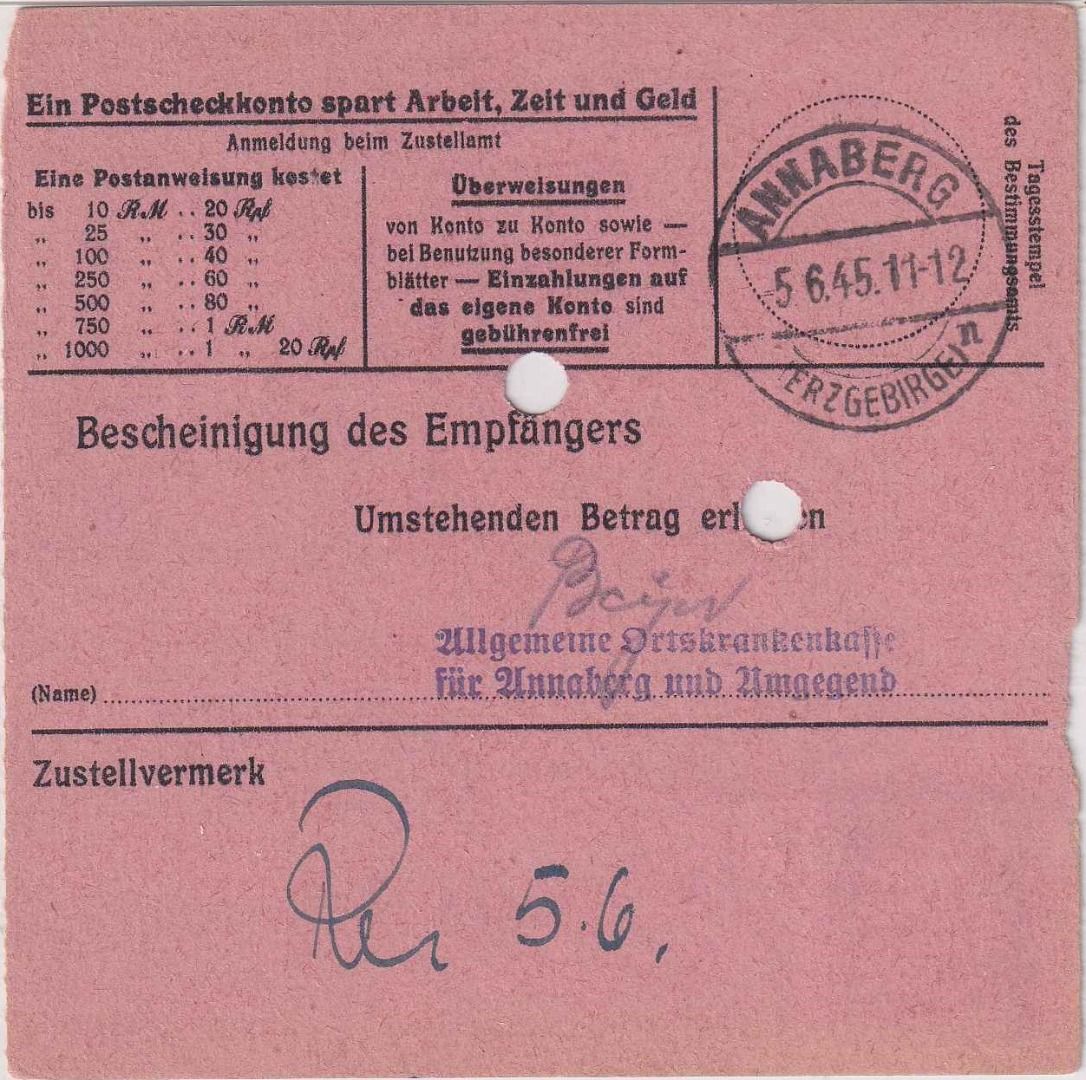 Ein Postscheckkonto spart Arbeit, Zeit und Geld
Anmeldung beim Zustellamt
Eine Postanweisung kostet
bis 10 RM .. 20 Rpf
„ 25 „ .. 30 „
„ 100 „ .. 40 „
„ 250 „ .. 60 „
„ 500 „ .. 80 „
„ 750 „ .. 1 RM
„ 1000 „ .. 1 „ 20 Rpf
Überweisungen
von Konto zu Konto sowie —
bei Benutzung besonderer Form-
blätter — Einzahlungen auf
das eigene Konto sind
gebührenfrei
ANNABERG
-5.6.45.11-12
(ERZGEBIRGE) n
Tagesstempel
des Bestimmungsamts
Bescheinigung des Empfängers
Umstehenden Betrag er en
Allgemeine Ortskrankenkasse
für Annaberg und Umgegend
(Name)
Zustellvermerk
5.6.